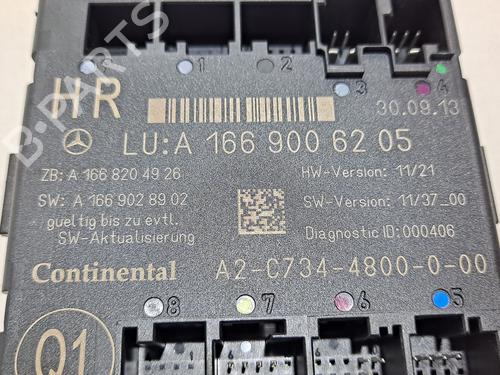 1 2 3 4
HR
30.09.13
LU:A 166 900 62 05
ZB: A 166 820 49 26
HW-Version: 11/21
SW: A 166 902 89 02
SW-Version: 11/37_00
gueltig bis zu evtl.
SW-Aktualisierung
Diagnostic ID:000406
Continental A2-C734-4800-0-00
8 7 6 5
Q1
B-PARTS